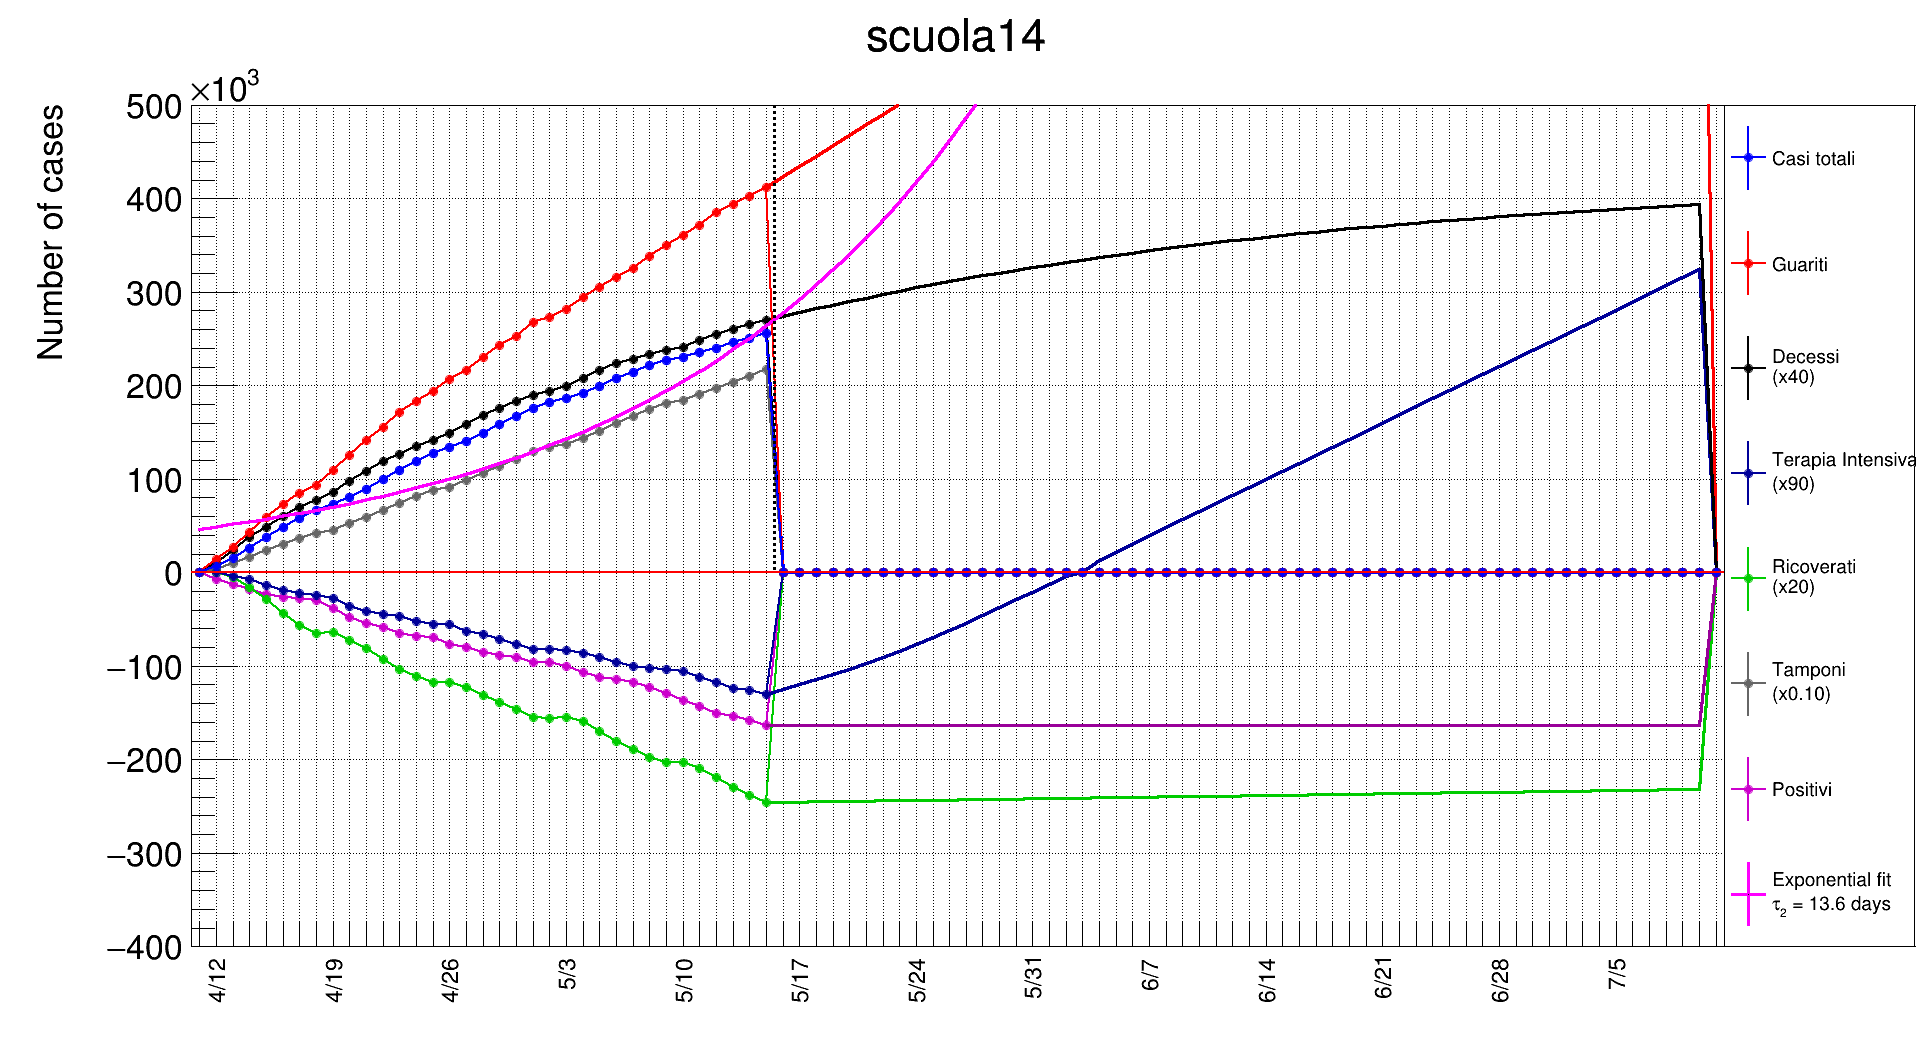 scuola14
×10³
Number of cases
500
400
300
200
100
0
−100
−200
−300
−400
4/12
4/19
4/26
5/3
5/10
5/17
5/24
5/31
6/7
6/14
6/21
6/28
7/5
Casi totali
Guariti
Decessi
(x40)
Terapia Intensiva
(x90)
Ricoverati
(x20)
Tamponi
(x0.10)
Positivi
Exponential fit
τ₂ = 13.6 days